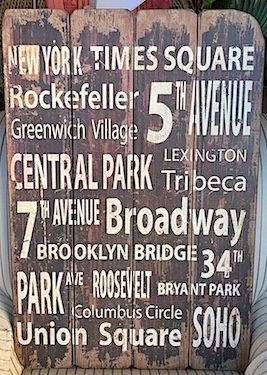 NEW YORK TIMES SQUARE
Rockefeller 5TH AVENUE
Greenwich Village
LEXINGTON
CENTRAL PARK Tribeca
7TH AVENUE Broadway
BROOKLYN BRIDGE 34TH
PARK AVE ROOSEVELT BRYANT PARK
Columbus Circle
Union Square SOHO